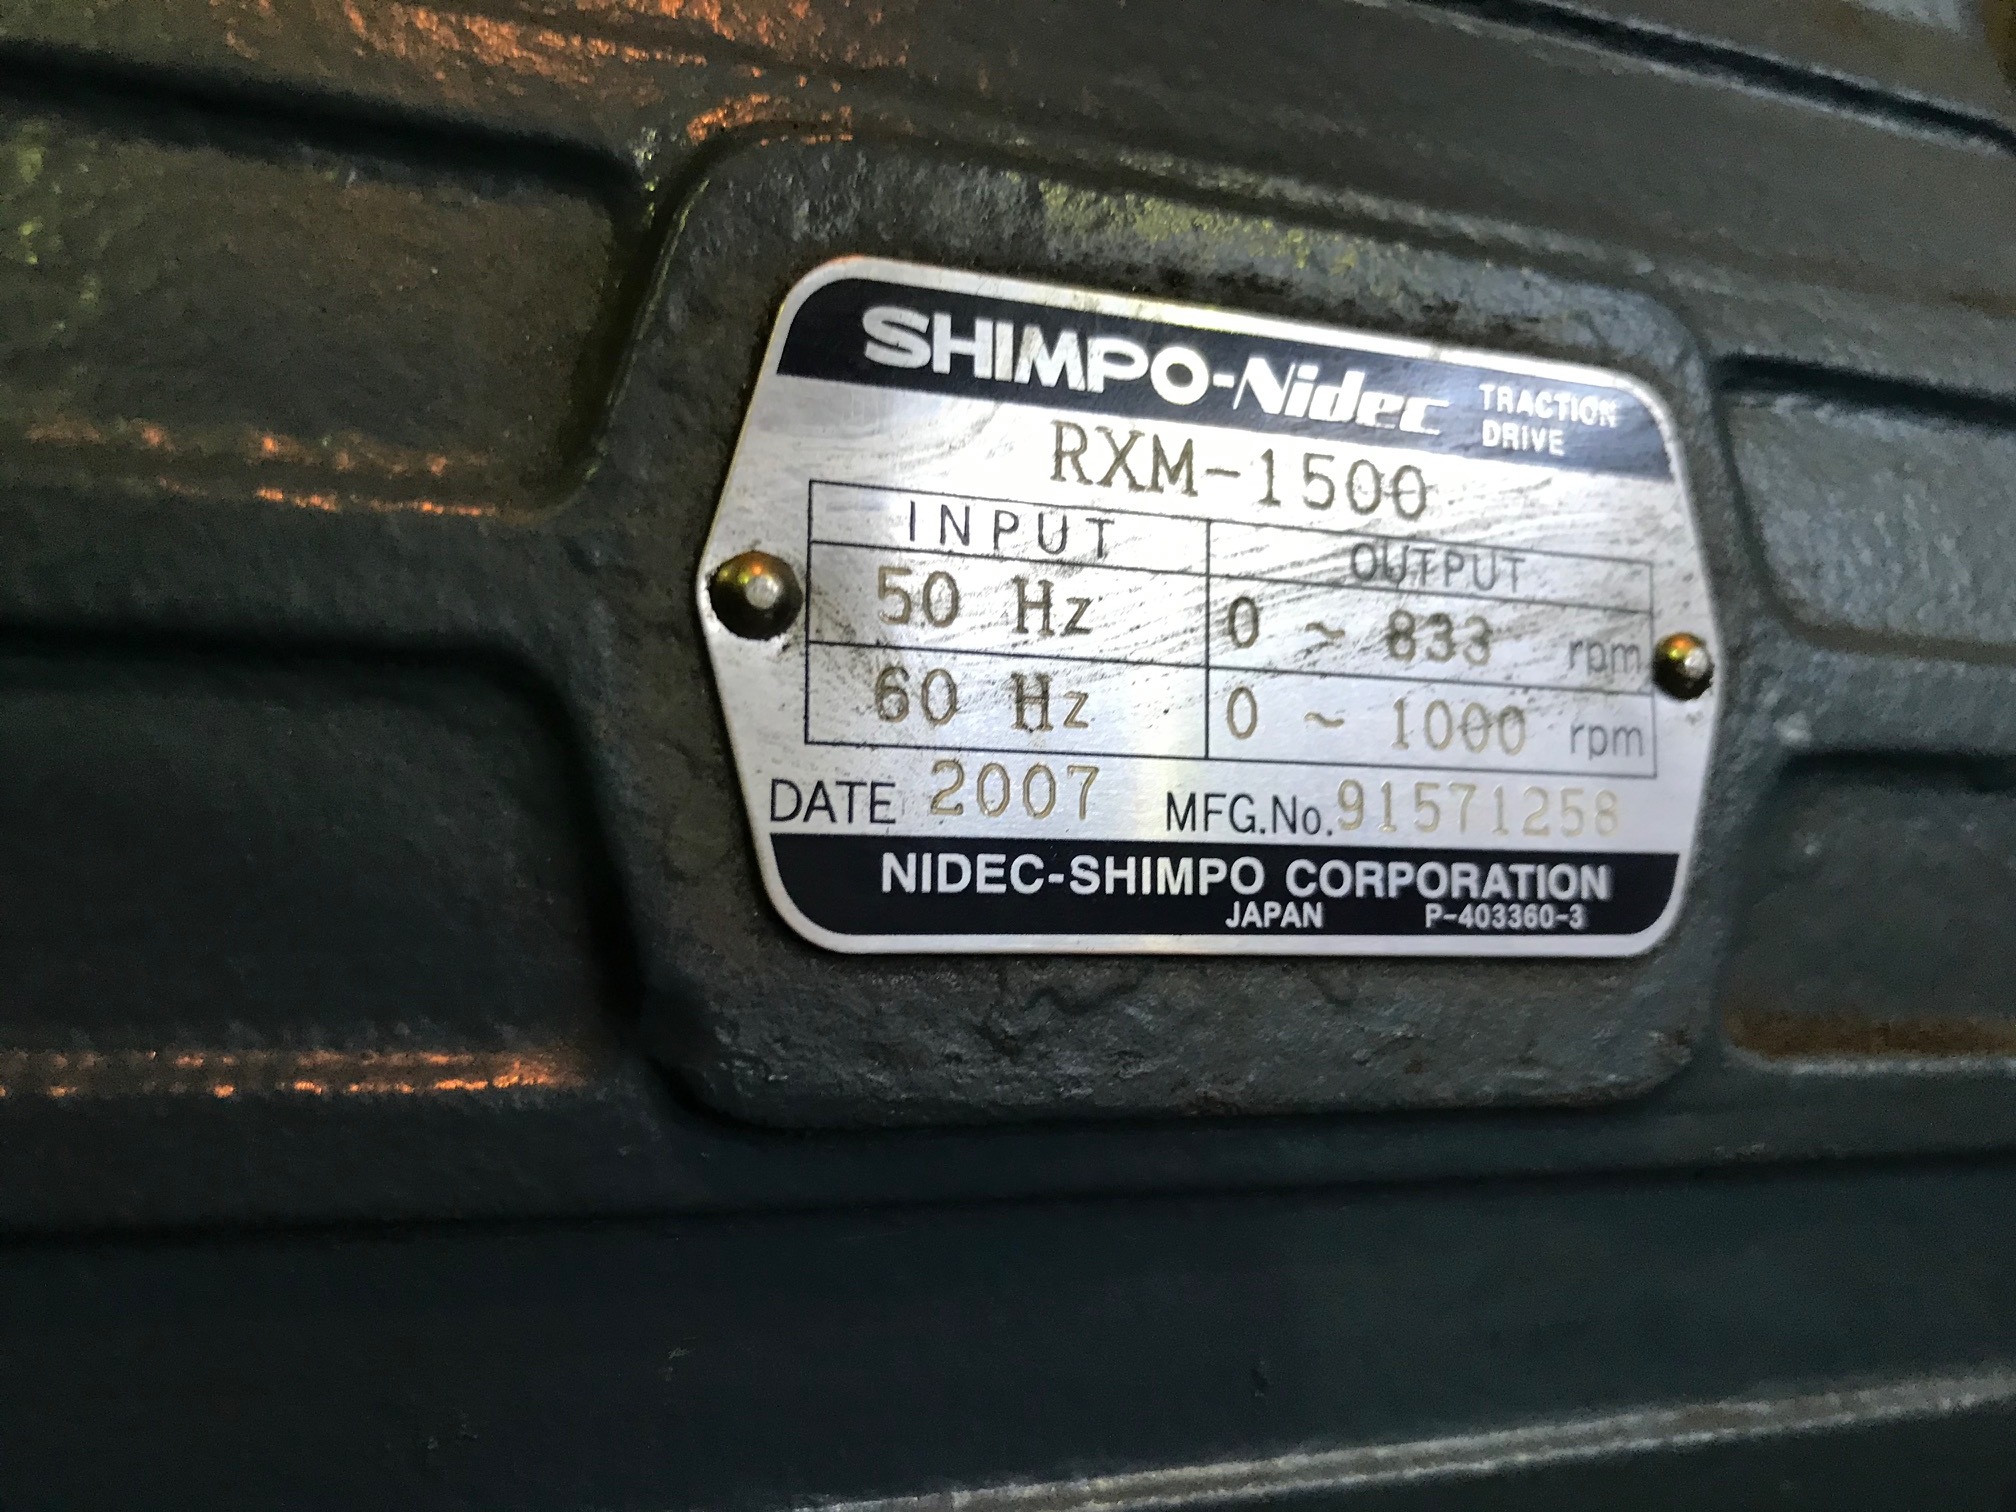 SHIMPO-Nidec TRACTION DRIVE
RXM-1500
INPUT OUTPUT
50 Hz 0 ~ 833 rpm
60 Hz 0 ~ 1000 rpm
DATE 2007 MFG.No. 91571258
NIDEC-SHIMPO CORPORATION
JAPAN P-403360-3